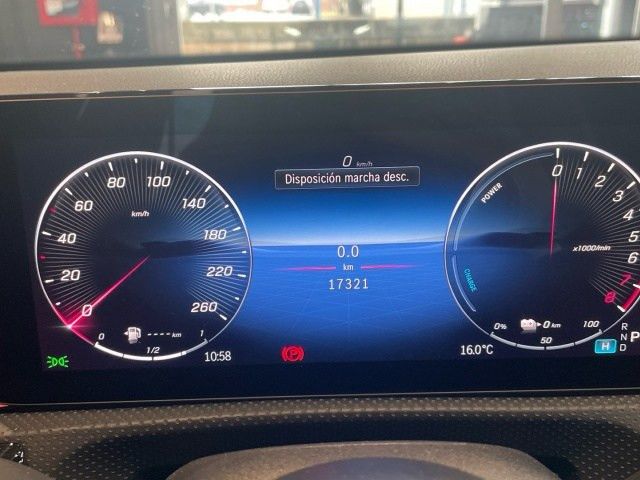 0 km/h
Disposición marcha desc.
0
20
40
60
80
100
140
180
220
260
km/h
0.0
km
17321
POWER
CHARGE
0
1
2
3
4
5
6
7
8
x1000/min
---- km
0
1/2
1
0 km
0%
50
100
10:58
P
16.0°C
H
R
N
D
P